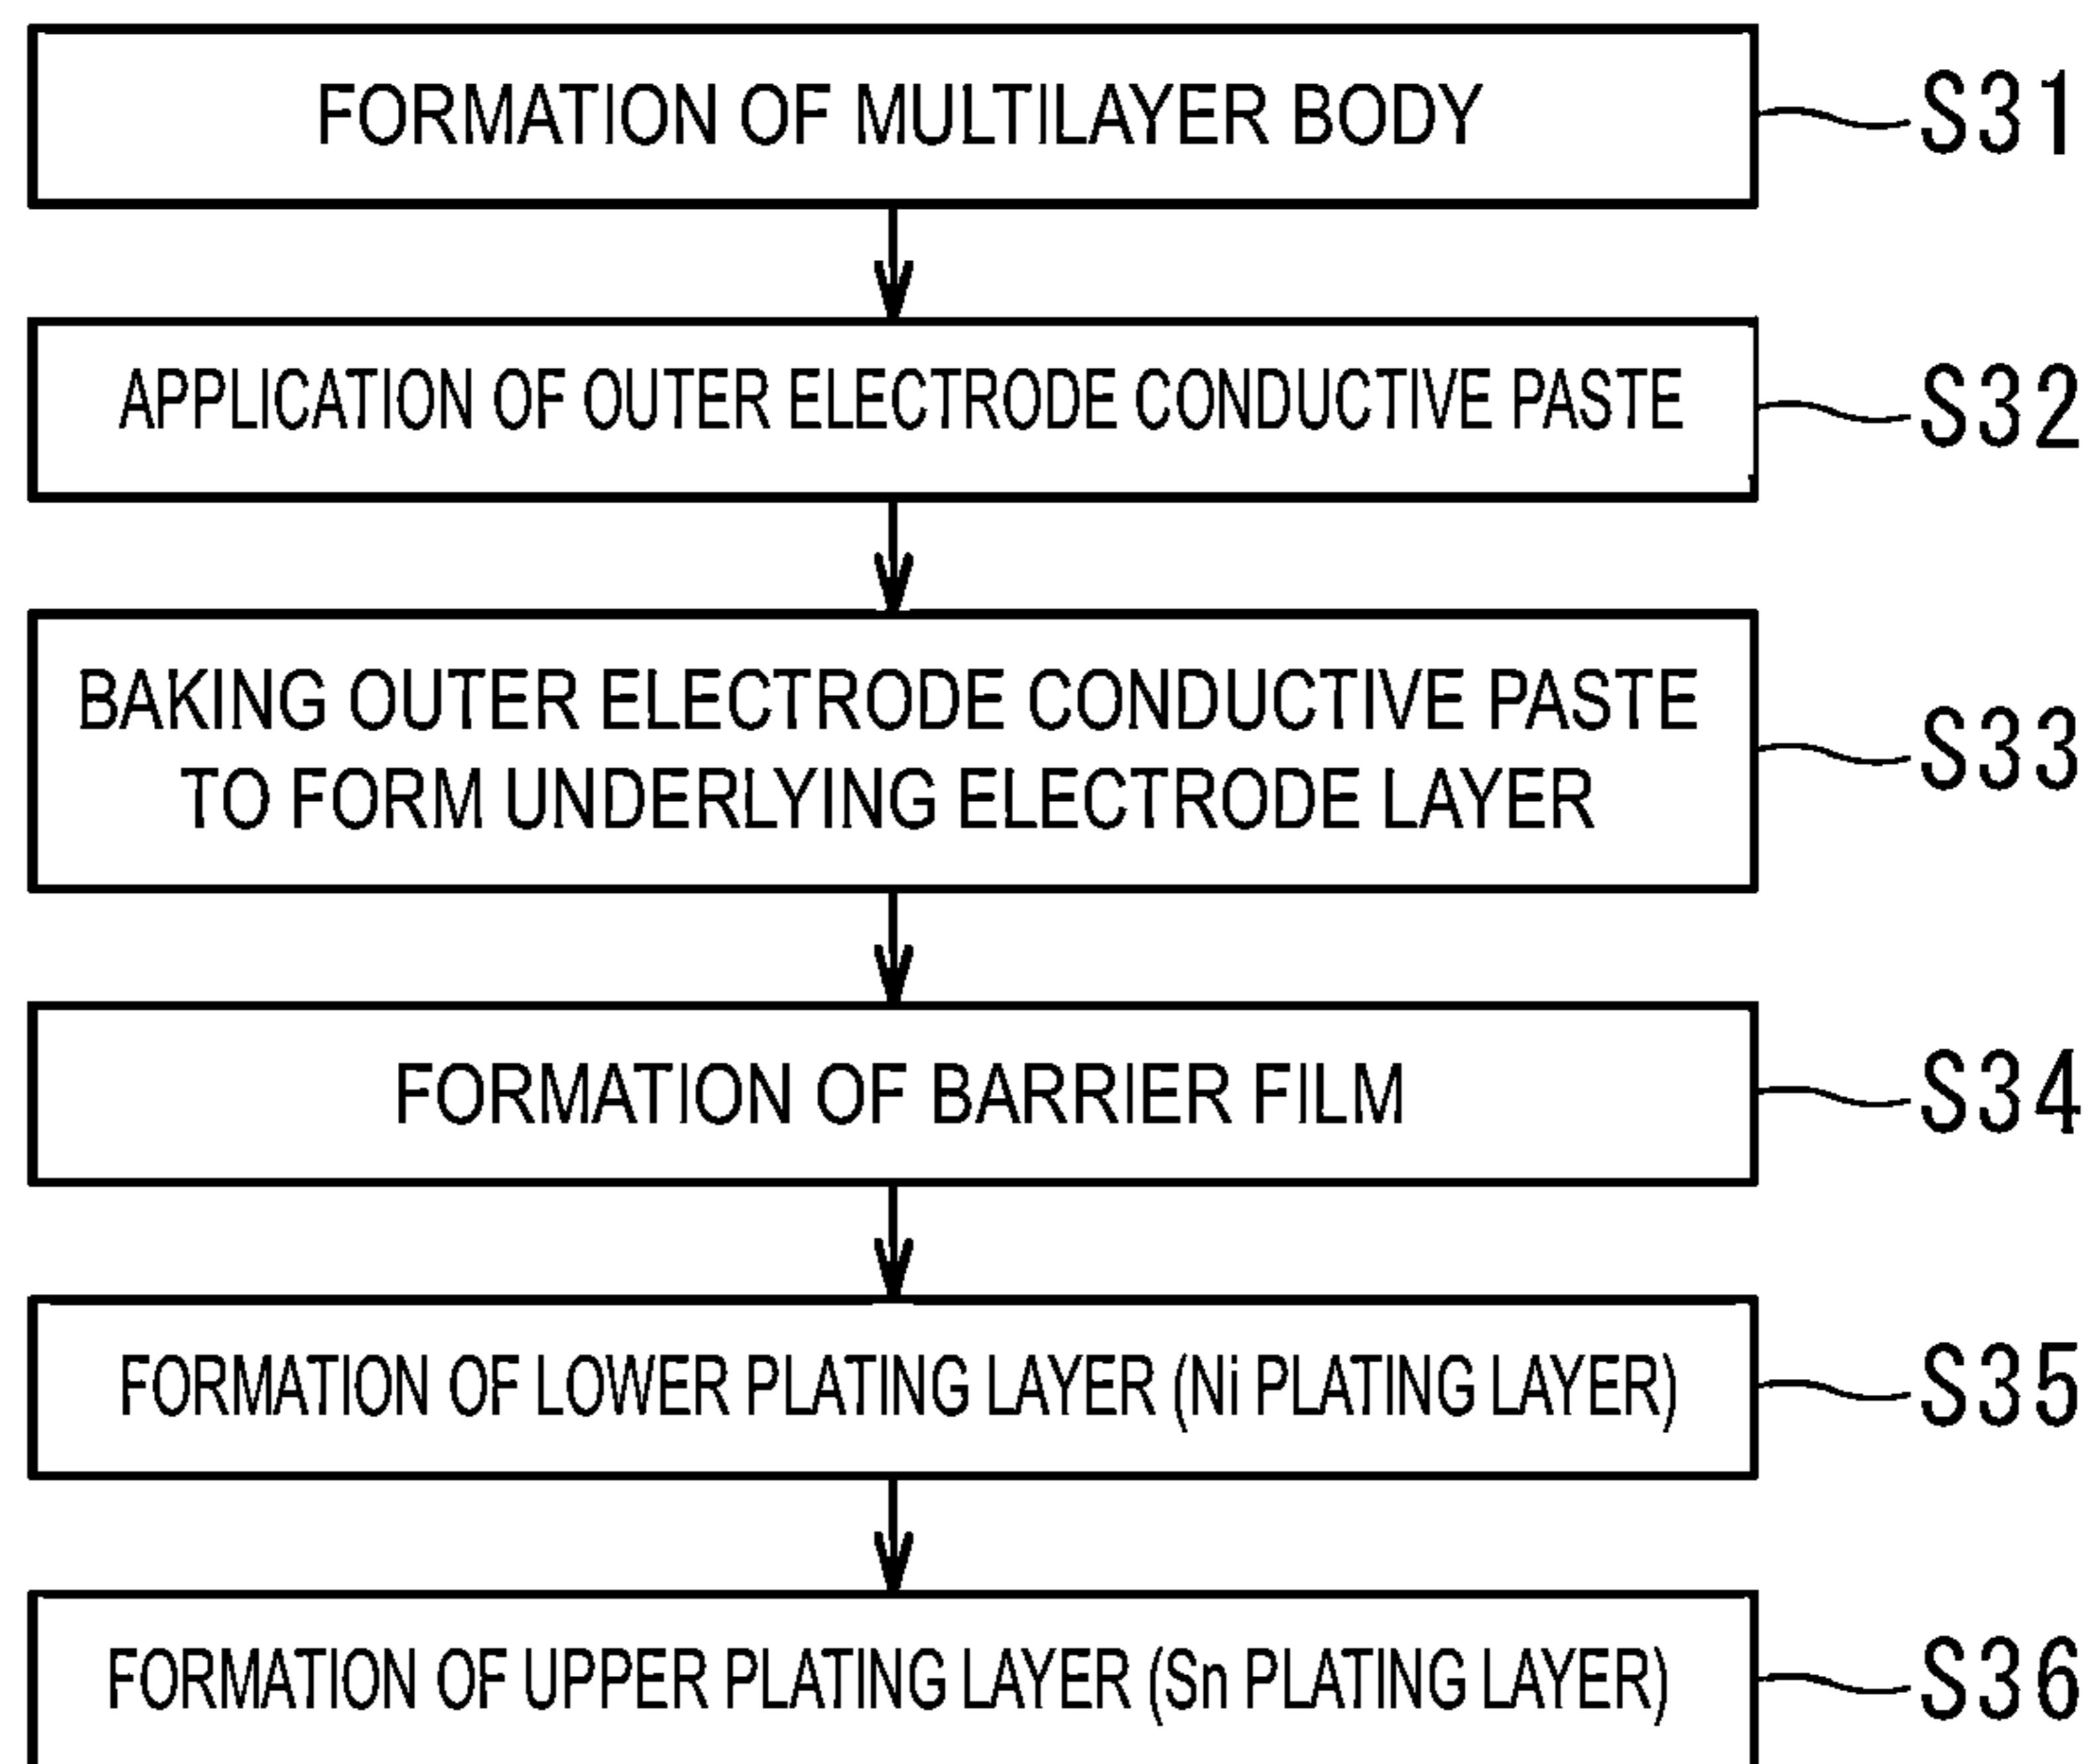 FORMATION OF MULTILAYER BODY
S31
APPLICATION OF OUTER ELECTRODE CONDUCTIVE PASTE
S32
BAKING OUTER ELECTRODE CONDUCTIVE PASTE
TO FORM UNDERLYING ELECTRODE LAYER
S33
FORMATION OF BARRIER FILM
S34
FORMATION OF LOWER PLATING LAYER (Ni PLATING LAYER)
S35
FORMATION OF UPPER PLATING LAYER (Sn PLATING LAYER)
S36